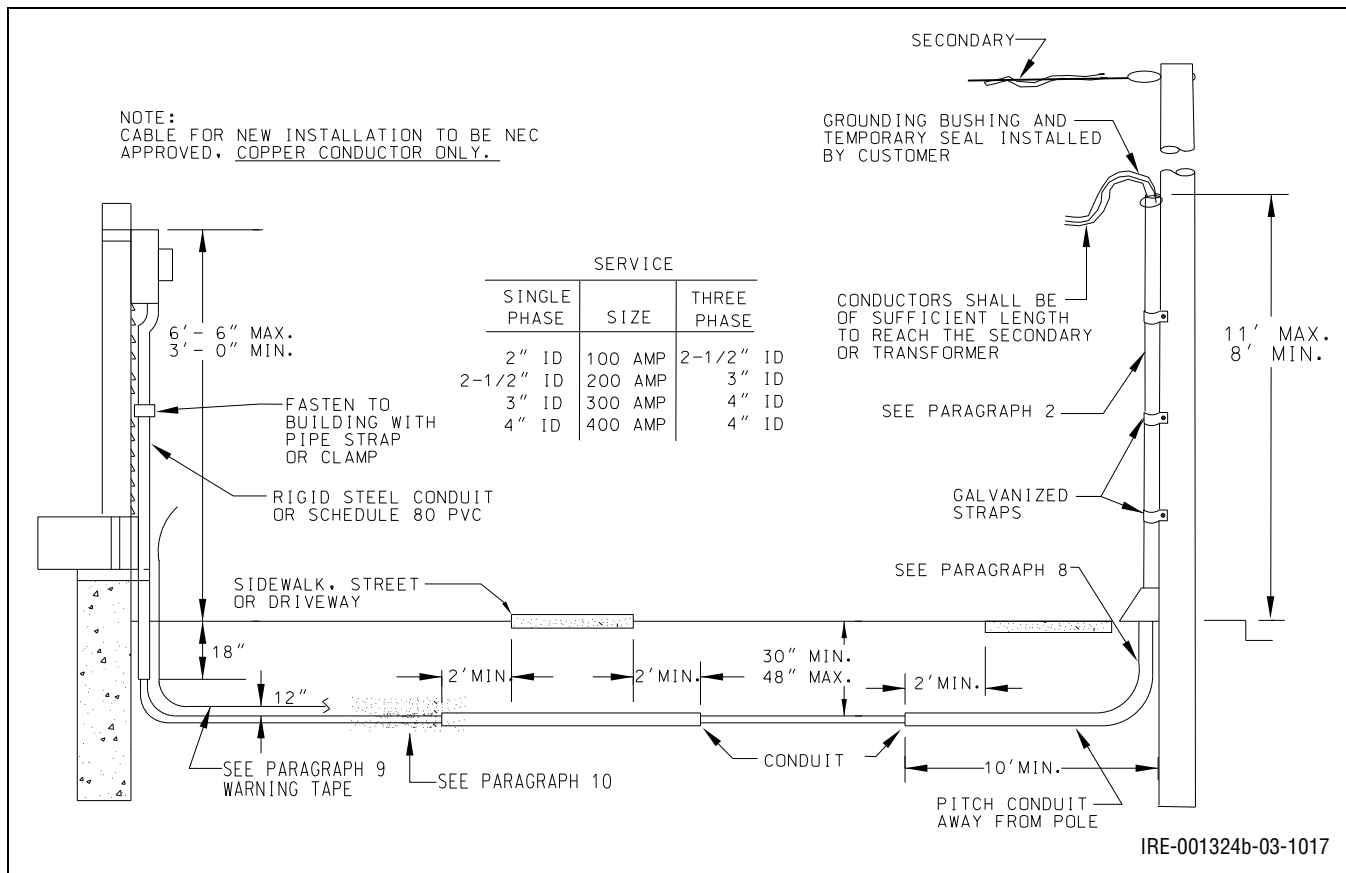 SECONDARY
NOTE:
CABLE FOR NEW INSTALLATION TO BE NEC
APPROVED, COPPER CONDUCTOR ONLY.
GROUNDING BUSHING AND
TEMPORARY SEAL INSTALLED
BY CUSTOMER
SERVICE
SINGLE PHASE SIZE THREE PHASE
2" ID 100 AMP 2-1/2" ID
2-1/2" ID 200 AMP 3" ID
3" ID 300 AMP 4" ID
4" ID 400 AMP 4" ID
CONDUCTORS SHALL BE
OF SUFFICIENT LENGTH
TO REACH THE SECONDARY
OR TRANSFORMER
11' MAX.
8' MIN.
6'- 6" MAX.
3'- 0" MIN.
FASTEN TO
BUILDING WITH
PIPE STRAP
OR CLAMP
SEE PARAGRAPH 2
RIGID STEEL CONDUIT
OR SCHEDULE 80 PVC
GALVANIZED
STRAPS
SIDEWALK, STREET
OR DRIVEWAY
SEE PARAGRAPH 8
18"
2'MIN.
2'MIN.
30" MIN.
48" MAX.
2'MIN.
12"
SEE PARAGRAPH 9
WARNING TAPE
SEE PARAGRAPH 10
CONDUIT
10'MIN.
PITCH CONDUIT
AWAY FROM POLE
IRE-001324b-03-1017